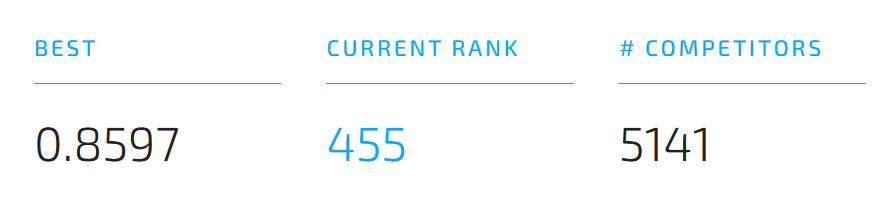 BEST CURRENT RANK # COMPETITORS
0.8597 455 5141